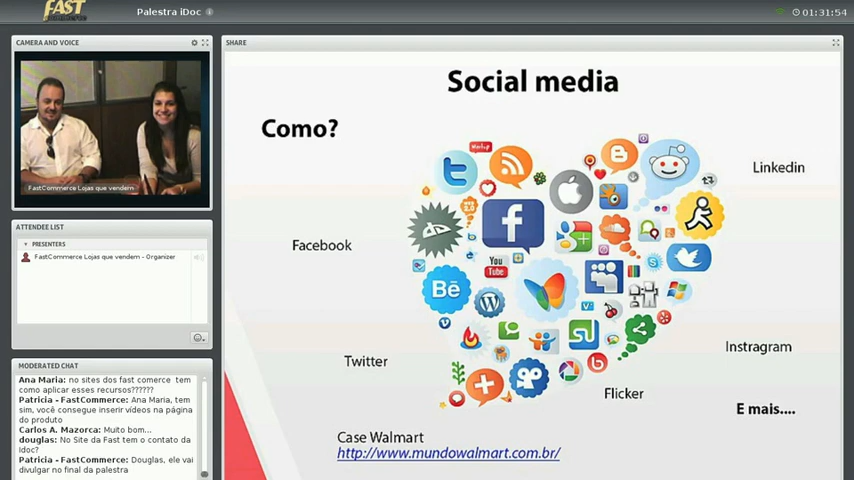 FAST
Palestra iDoc
01:31:54
CAMERA AND VOICE
FastCommerce Lojas que vendem
ATTENDEE LIST
PRESENTERS
FastCommerce Lojas que vendem - Organizer
MODERATED CHAT
Ana Maria: no sites dos fast comerce tem
como aplicar esses recursos??????
Patricia - FastCommerce: Ana Maria, tem
sim, você consegue inserir vídeos na página
do produto
Carlos A. Mazorca: Muito bom...
douglas: No Site da Fast tem o contato da
Idoc?
Patricia - FastCommerce: Douglas, ele vai
divulgar no final da palestra
SHARE
Social media
Como?
Linkedin
Facebook
You
Tube
Bē
Twitter
Instragram
Flicker
E mais....
Case Walmart
http://www.mundowalmart.com.br/